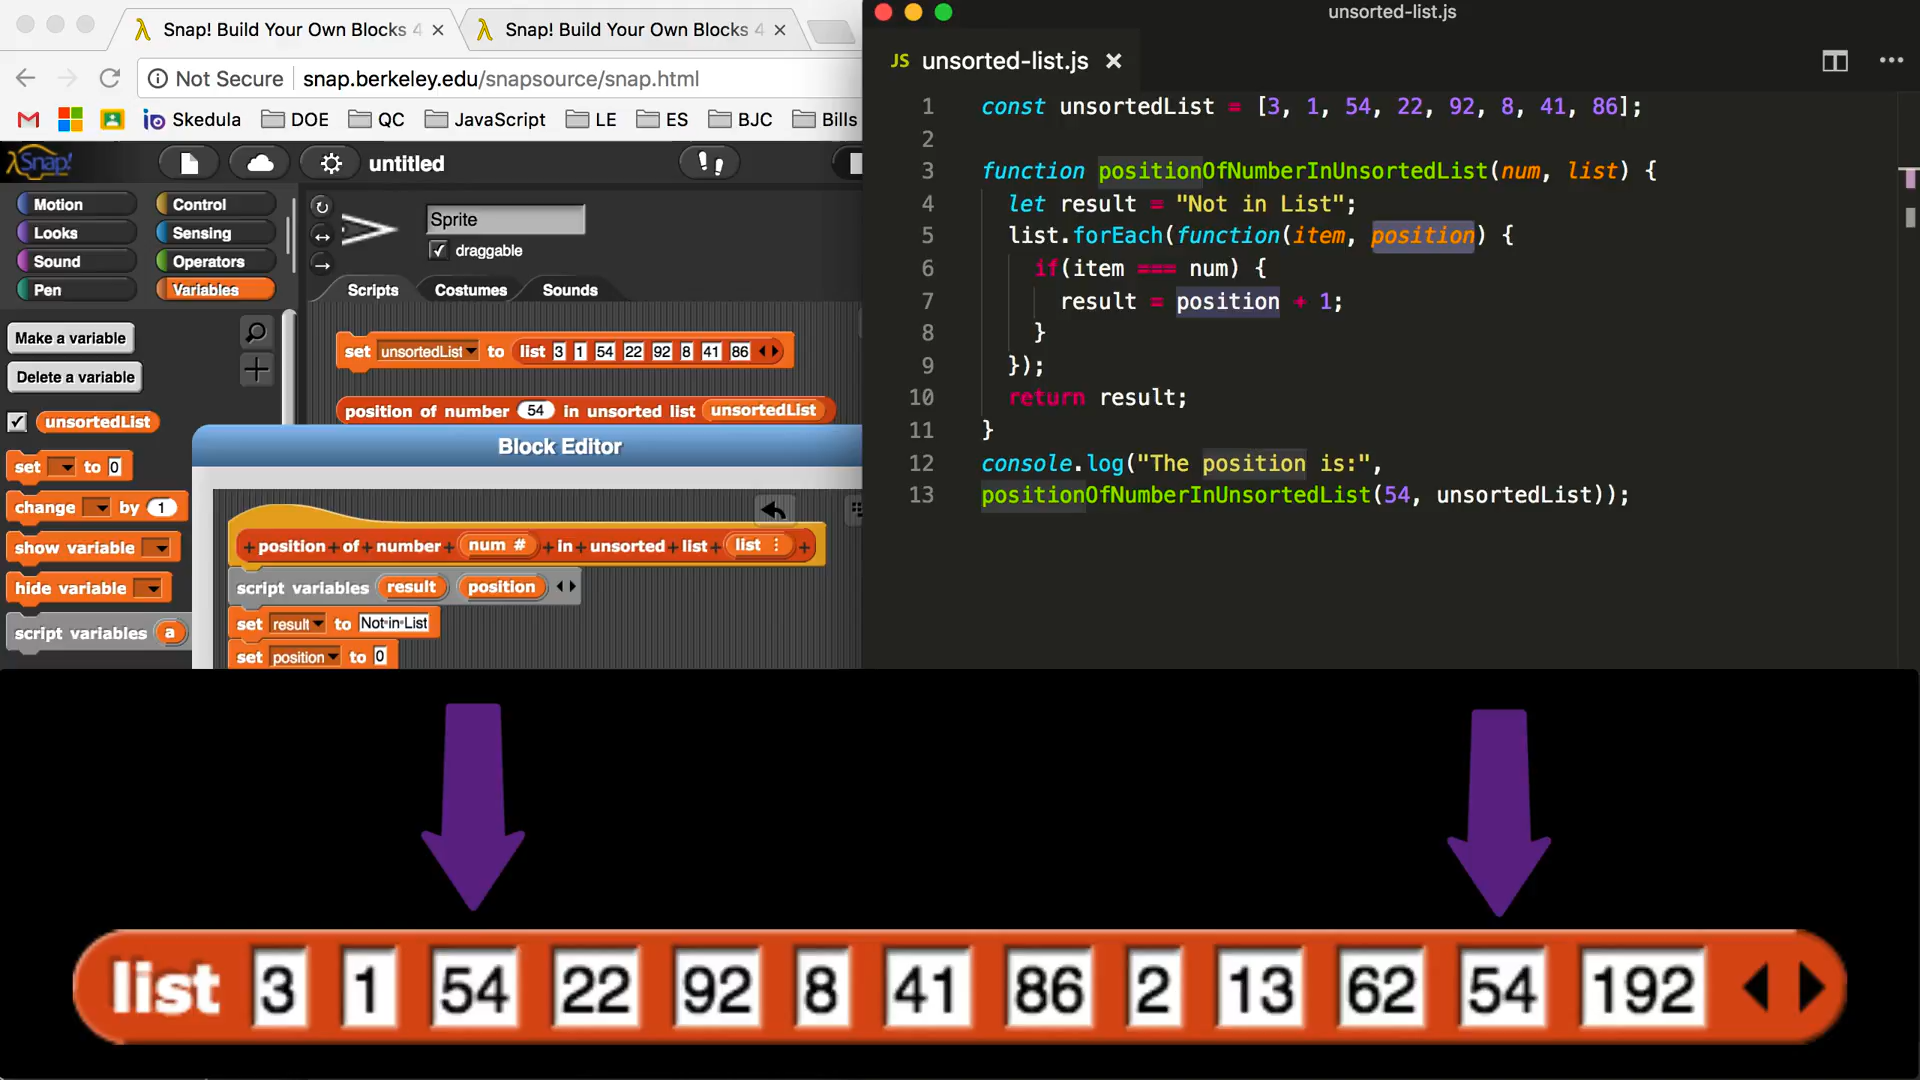 Snap! Build Your Own Blocks 4
Snap! Build Your Own Blocks 4
Not Secure snap.berkeley.edu/snapsource/snap.html
Skedula DOE QC JavaScript LE ES BJC Bills
Snap! untitled
Motion Control
Looks Sensing
Sound Operators
Pen Variables
Make a variable
Delete a variable
unsortedList
set to 0
change by 1
show variable
hide variable
script variables a
Sprite
draggable
Scripts Costumes Sounds
set unsortedList to list 3 1 54 22 92 8 41 86
position of number 54 in unsorted list unsortedList
Block Editor
+ position + of + number + num # + in + unsorted + list + list ⋮ +
script variables result position
set result to Not·in·List
set position to 0
unsorted-list.js
JS unsorted-list.js ×
1 const unsortedList = [3, 1, 54, 22, 92, 8, 41, 86];
2
3 function positionOfNumberInUnsortedList(num, list) {
4 let result = "Not in List";
5 list.forEach(function(item, position) {
6 if(item === num) {
7 result = position + 1;
8 }
9 });
10 return result;
11 }
12 console.log("The position is:",
13 positionOfNumberInUnsortedList(54, unsortedList));
list 3 1 54 22 92 8 41 86 2 13 62 54 192